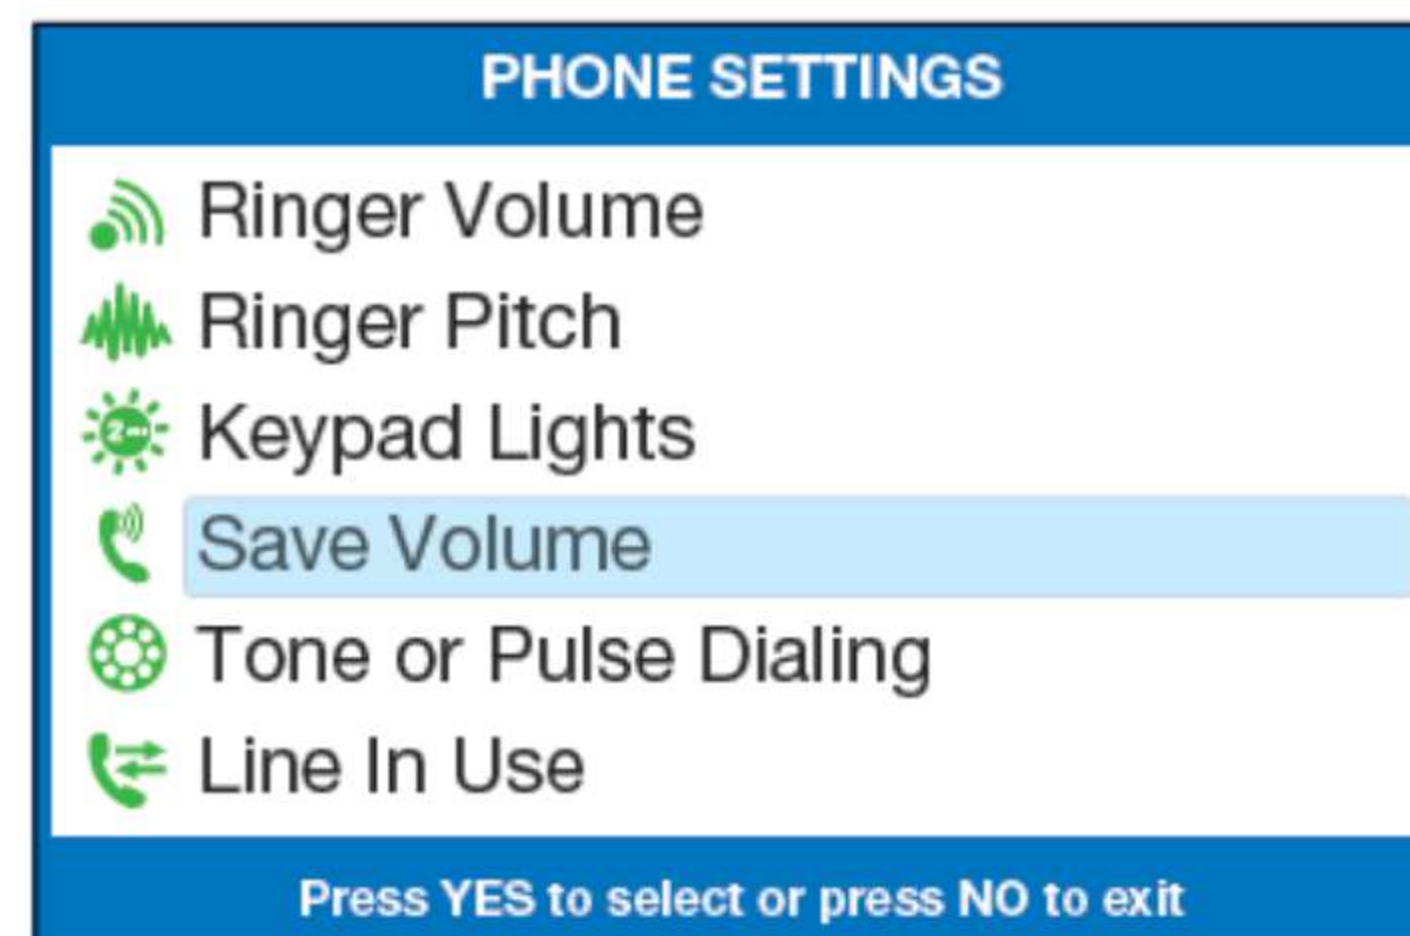 PHONE SETTINGS
Ringer Volume
Ringer Pitch
Keypad Lights
Save Volume
Tone or Pulse Dialing
Line In Use
Press YES to select or press NO to exit